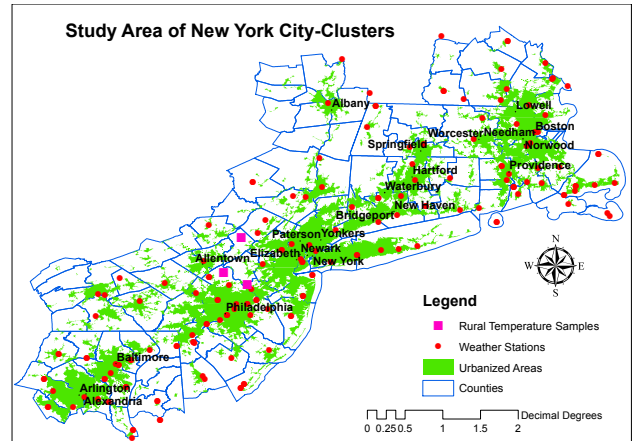 Study Area of New York City-Clusters
Albany
Lowell
Worcester
Needham
Boston
Springfield
Norwood
Hartford
Providence
Waterbury
New Haven
Bridgeport
Paterson
Yonkers
Newark
Elizabeth
Allentown
New York
Philadelphia
Baltimore
Arlington
Alexandria
N
W
E
S
Legend
Rural Temperature Samples
Weather Stations
Urbanized Areas
Counties
Decimal Degrees
0 0.25 0.5 1 1.5 2